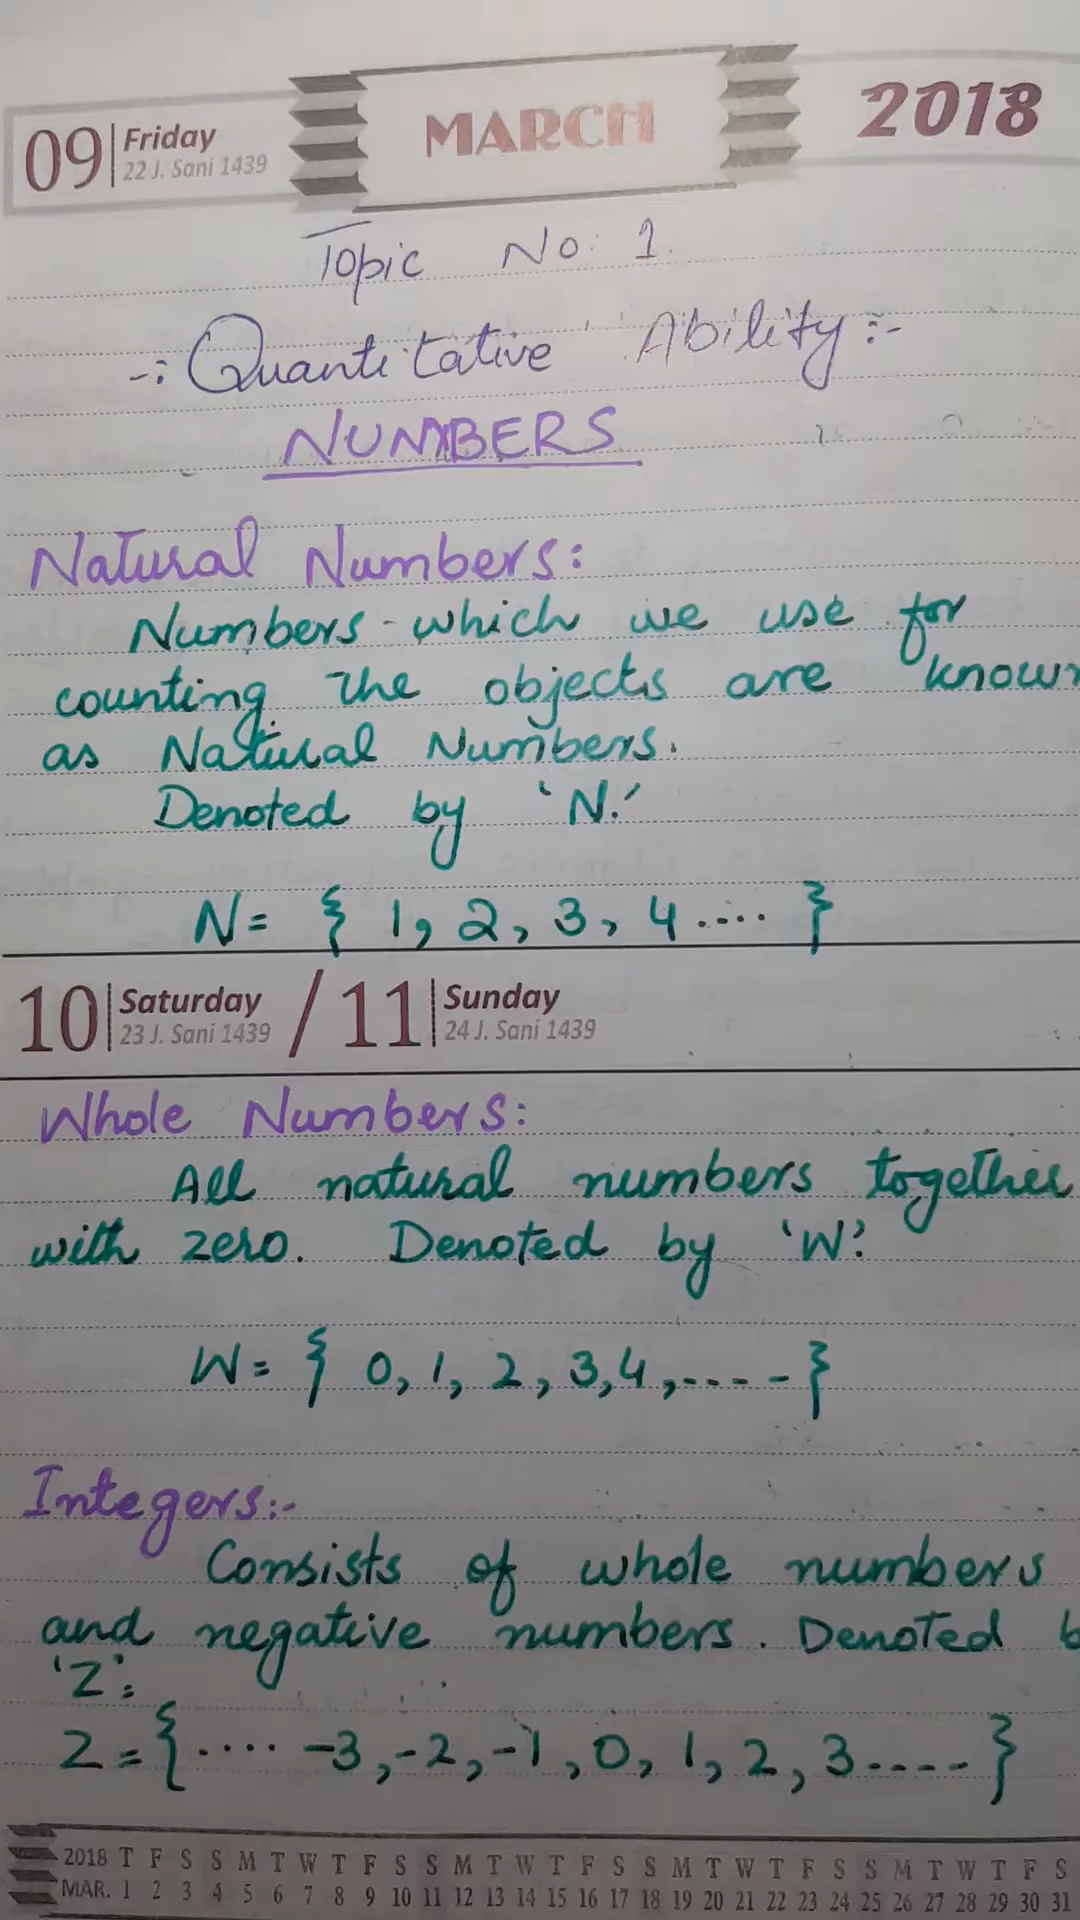 09 Friday
22 J. Sani 1439
MARCH
2018
Topic No: 1.
-: Quantitative Ability :-
NUMBERS
Natural Numbers:
Numbers which we use for
counting the objects are known
as Natural Numbers.
Denoted by 'N.'
N = { 1, 2, 3, 4 .... }
10 Saturday / 11 Sunday
23 J. Sani 1439 24 J. Sani 1439
Whole Numbers:
All natural numbers together
with zero. Denoted by 'W'.
W = { 0, 1, 2, 3, 4, .... }
Integers:-
Consists of whole numbers
and negative numbers. Denoted b
'Z':
Z = { .... -3, -2, -1, 0, 1, 2, 3 .... }
2018 T F S S M T W T F S S M T W T F S S M T W T F S S M T W T F S
MAR. 1 2 3 4 5 6 7 8 9 10 11 12 13 14 15 16 17 18 19 20 21 22 23 24 25 26 27 28 29 30 31